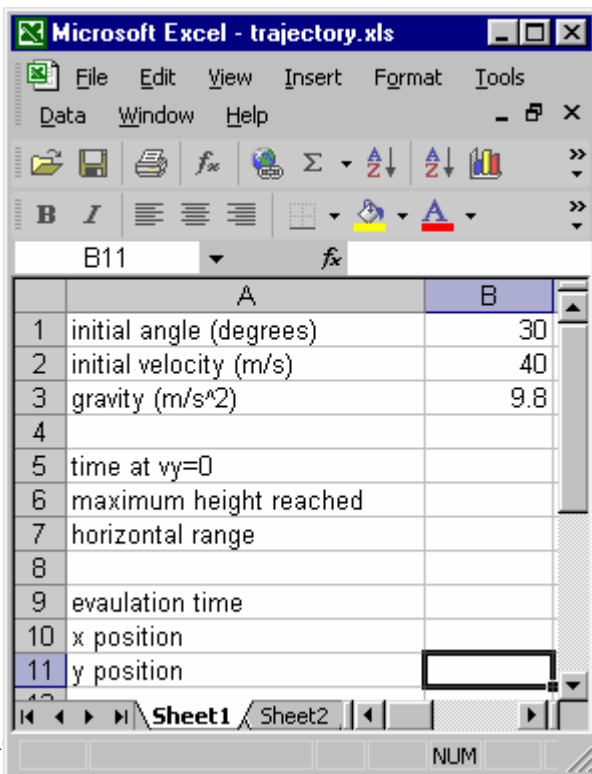 Microsoft Excel - trajectory.xls
File Edit View Insert Format Tools
Data Window Help
B I A
B11 fx
A B
1 initial angle (degrees) 30
2 initial velocity (m/s) 40
3 gravity (m/s^2) 9.8
4
5 time at vy=0
6 maximum height reached
7 horizontal range
8
9 evaulation time
10 x position
11 y position
Sheet1 Sheet2
NUM